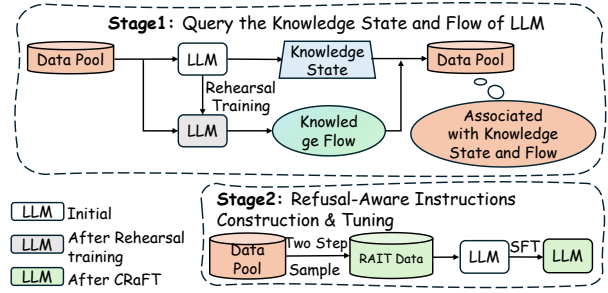 Stage1: Query the Knowledge State and Flow of LLM
Data Pool
LLM
Knowledge
State
Data Pool
Rehearsal
Training
LLM
Knowled
ge Flow
Associated
with Knowledge
State and Flow
Stage2: Refusal-Aware Instructions
Construction & Tuning
LLM Initial
LLM After Rehearsal
training
LLM After CRaFT
Data
Pool
Two Step
Sample
RAIT Data
LLM
SFT
LLM